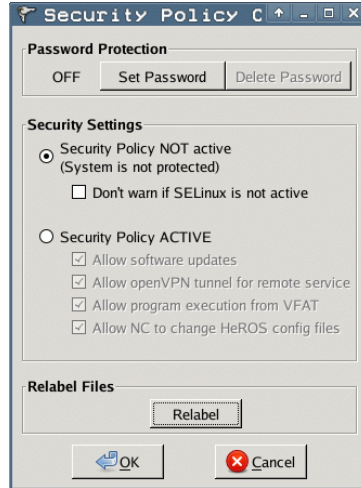 Security Policy C
Password Protection
OFF Set Password Delete Password
Security Settings
Security Policy NOT active
(System is not protected)
Don't warn if SELinux is not active
Security Policy ACTIVE
Allow software updates
Allow openVPN tunnel for remote service
Allow program execution from VFAT
Allow NC to change HeROS config files
Relabel Files
Relabel
OK Cancel